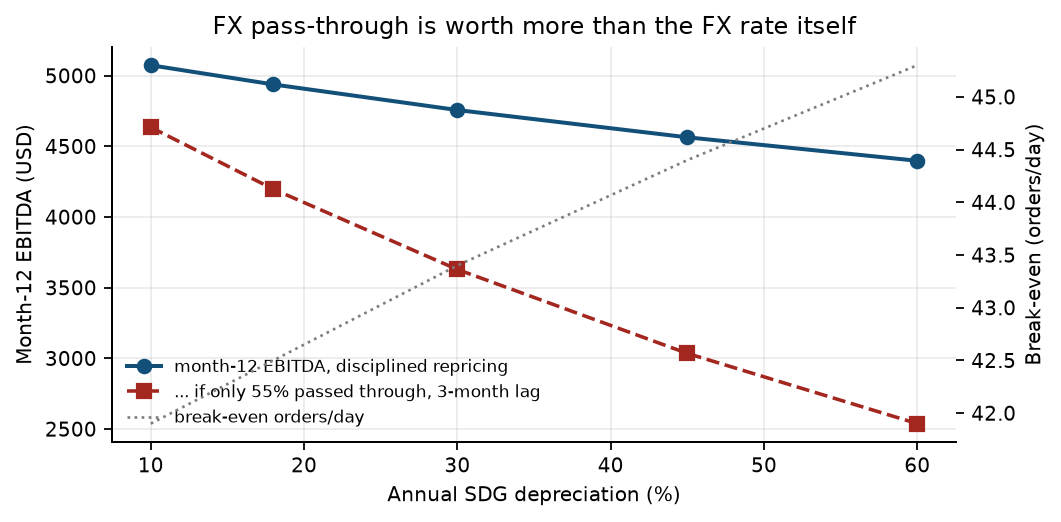 FX pass-through is worth more than the FX rate itself
Month-12 EBITDA (USD)
5000
4500
4000
3500
3000
2500
45.0
44.5
44.0
43.5
43.0
42.5
42.0
Break-even (orders/day)
month-12 EBITDA, disciplined repricing
... if only 55% passed through, 3-month lag
break-even orders/day
10 20 30 40 50 60
Annual SDG depreciation (%)